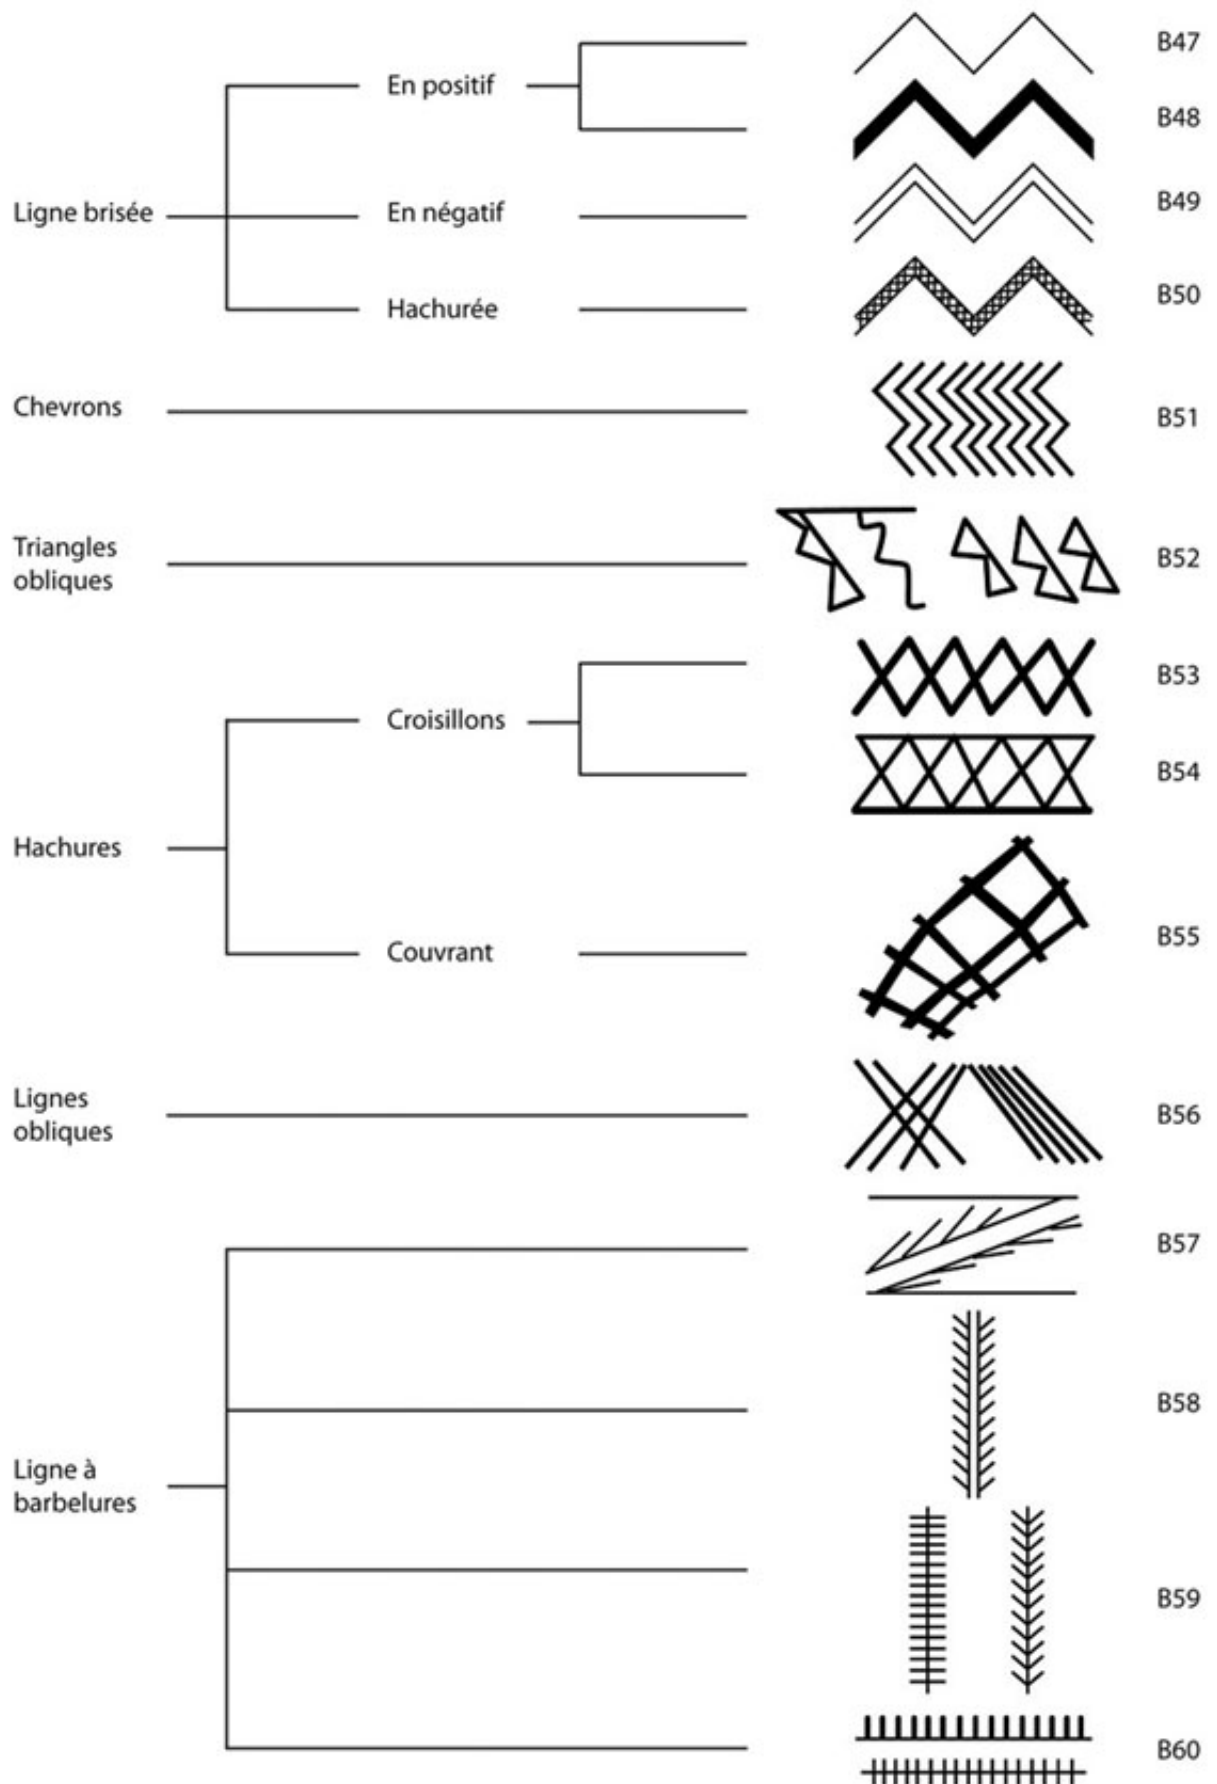 B47
En positif
B48
B49
Ligne brisée
En négatif
B50
Hachurée
Chevrons
B51
Triangles
obliques
B52
B53
Croisillons
B54
Hachures
B55
Couvrant
Lignes
obliques
B56
B57
B58
Ligne à
barbelures
B59
B60